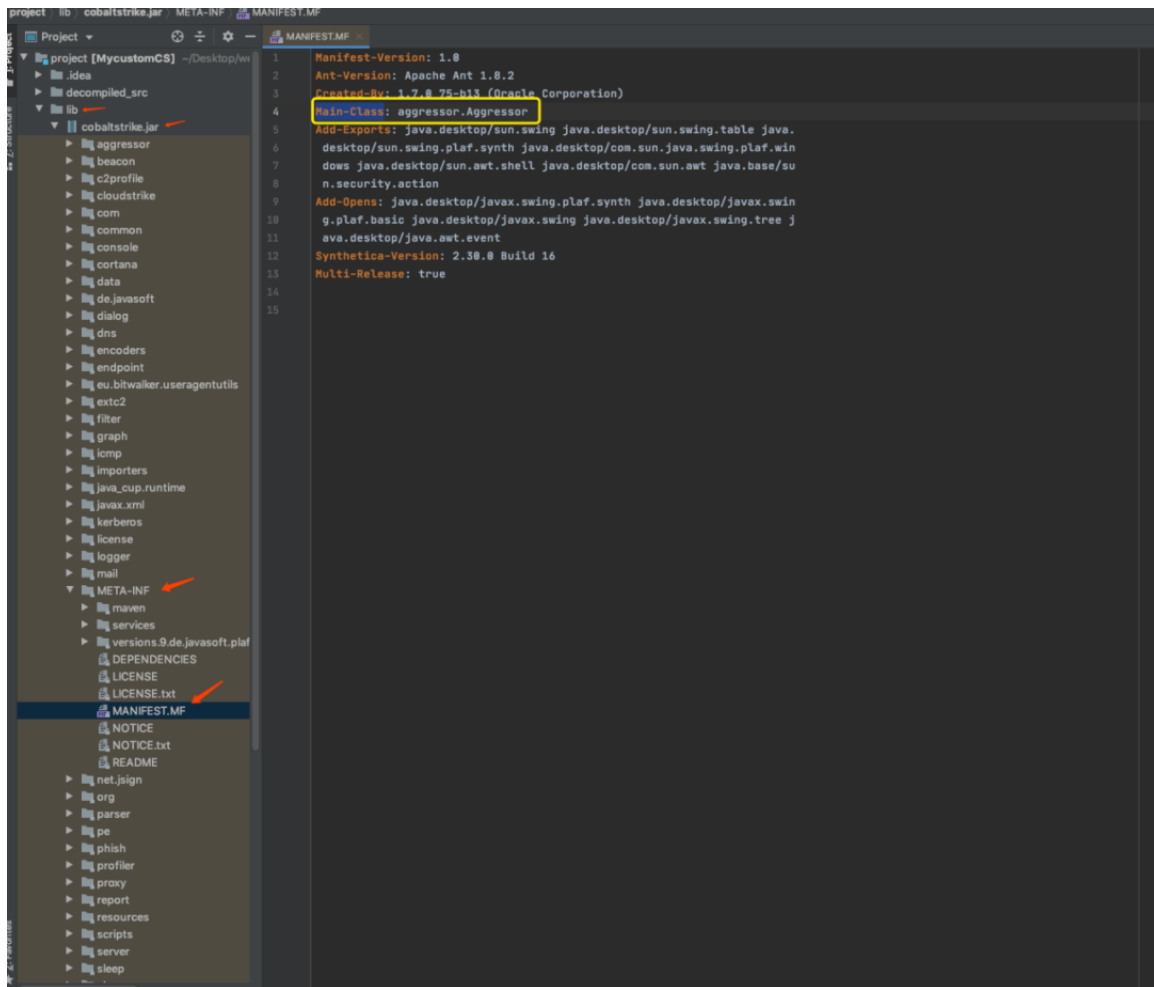 project lib cobaltstrike.jar META-INF MANIFEST.MF
Project
MANIFEST.MF
project [MycustomCS] ~/Desktop/we
.idea
decompiled_src
lib
cobaltstrike.jar
aggressor
beacon
c2profile
cloudstrike
com
common
console
cortana
data
de.javasoft
dialog
dns
encoders
endpoint
eu.bitwalker.useragentutils
extc2
filter
graph
icmp
importers
java_cup.runtime
javax.xml
kerberos
license
logger
mail
META-INF
maven
services
versions.9.de.javasoft.plaf
DEPENDENCIES
LICENSE
LICENSE.txt
MANIFEST.MF
NOTICE
NOTICE.txt
README
net.jsign
org
parser
pe
phish
profiler
proxy
report
resources
scripts
server
sleep
1 Manifest-Version: 1.0
2 Ant-Version: Apache Ant 1.8.2
3 Created-By: 1.7.0_75-b13 (Oracle Corporation)
4 Main-Class: aggressor.Aggressor
5 Add-Exports: java.desktop/sun.swing java.desktop/sun.swing.table java.
6 desktop/sun.swing.plaf.synth java.desktop/com.sun.java.swing.plaf.win
7 dows java.desktop/sun.awt.shell java.desktop/com.sun.awt java.base/su
8 n.security.action
9 Add-Opens: java.desktop/javax.swing.plaf.synth java.desktop/javax.swin
10 g.plaf.basic java.desktop/javax.swing java.desktop/javax.swing.tree j
11 ava.desktop/java.awt.event
12 Synthetica-Version: 2.30.0 Build 16
13 Multi-Release: true
14
15